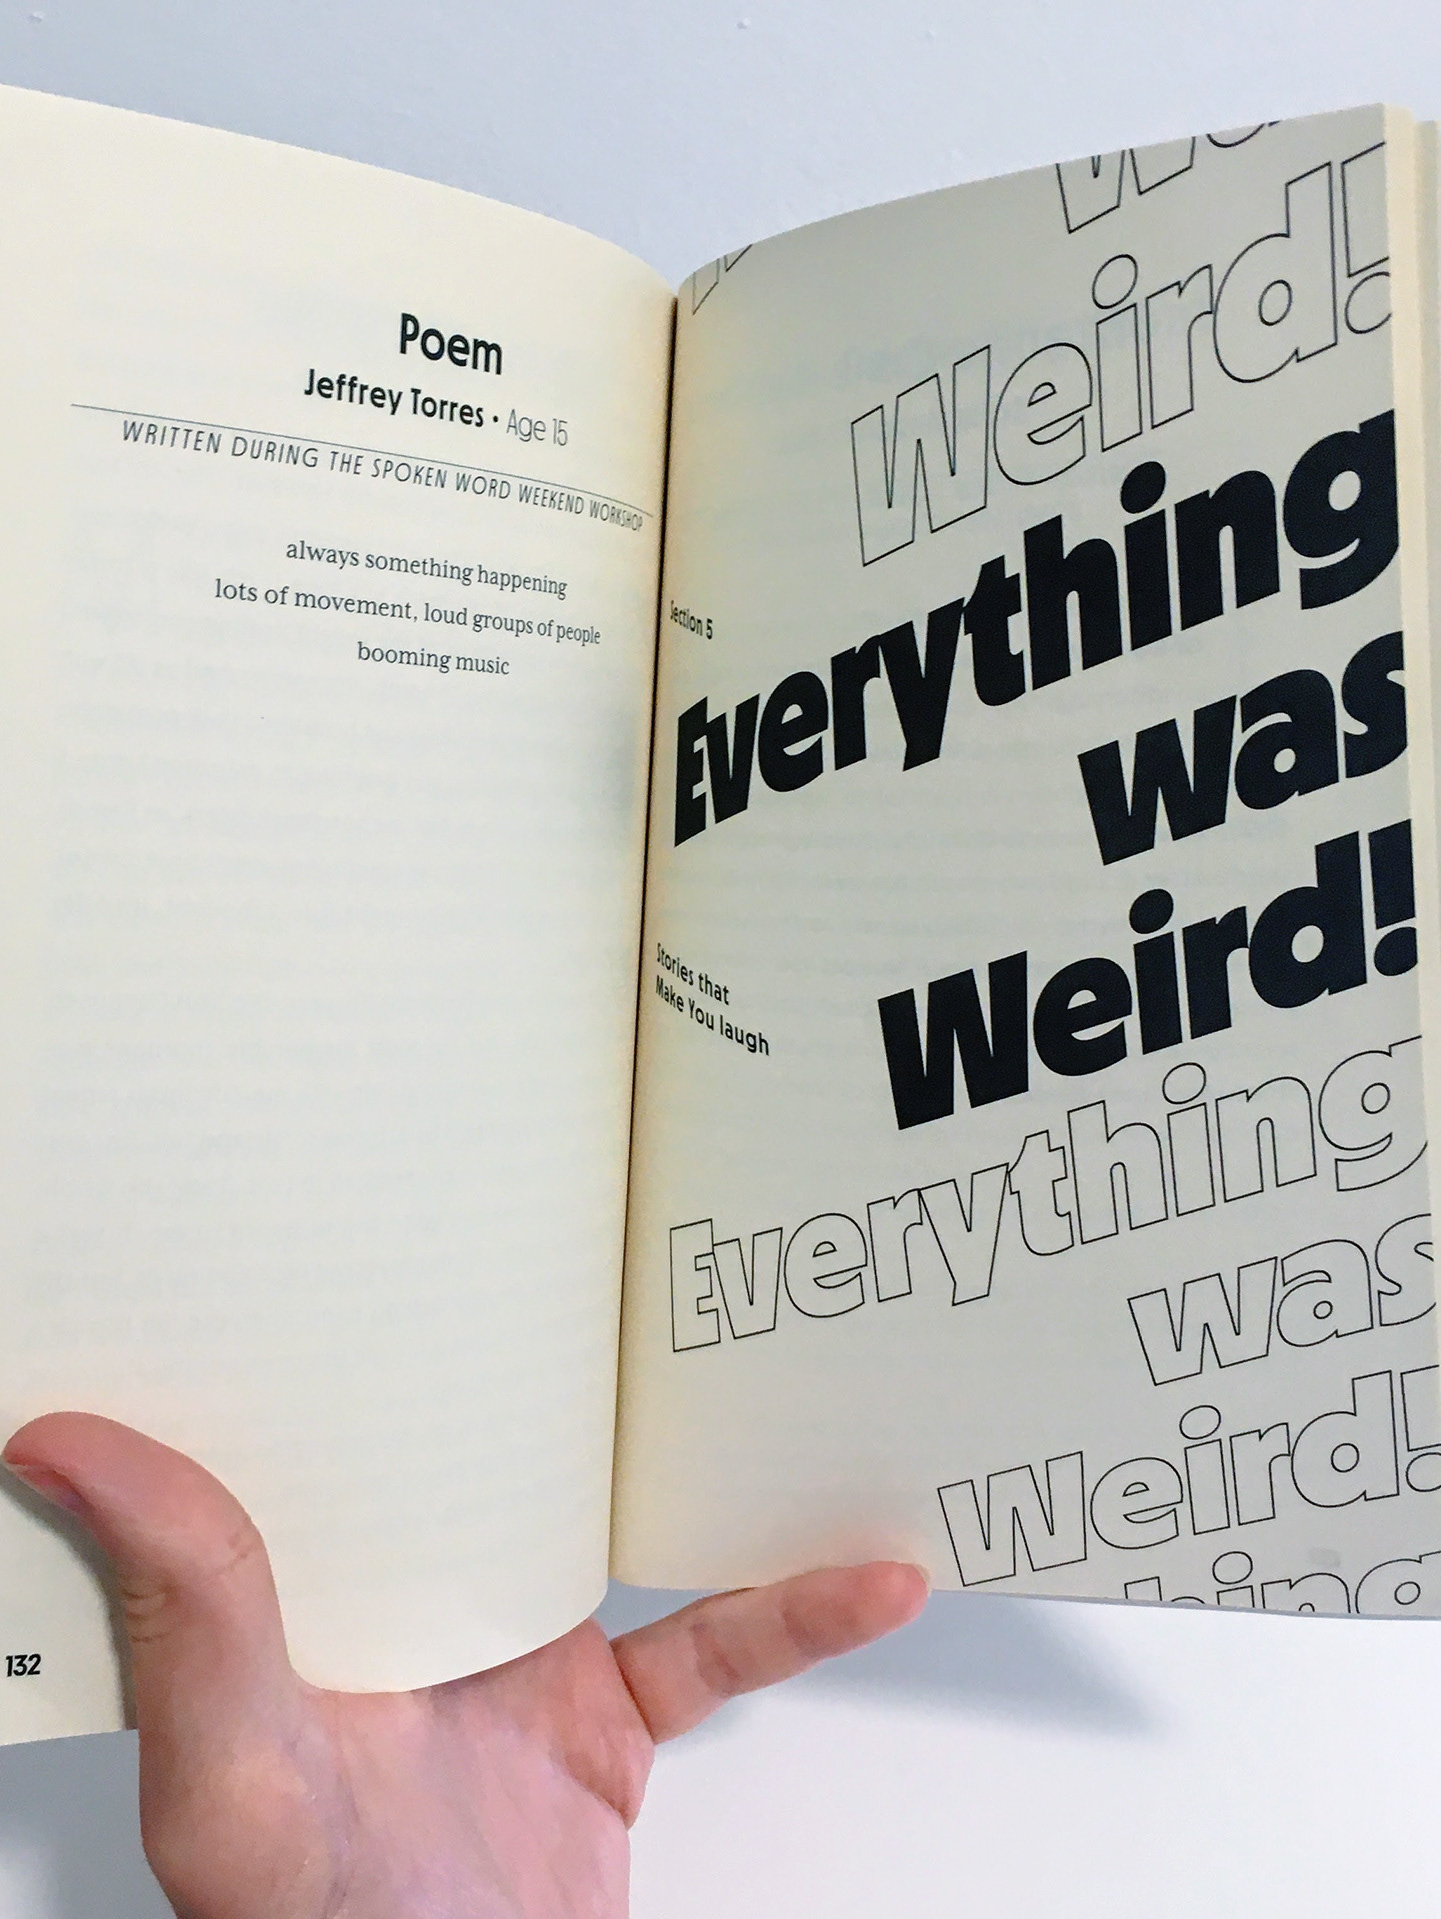 Poem
Jeffrey Torres • Age 15
WRITTEN DURING THE SPOKEN WORD WEEKEND WORKSHOP
always something happening
lots of movement, loud groups of people
booming music
132
Weird!
Section 5
Everything
was
Weird!
Stories that
Make You laugh
Everything
was
Weird!
hing